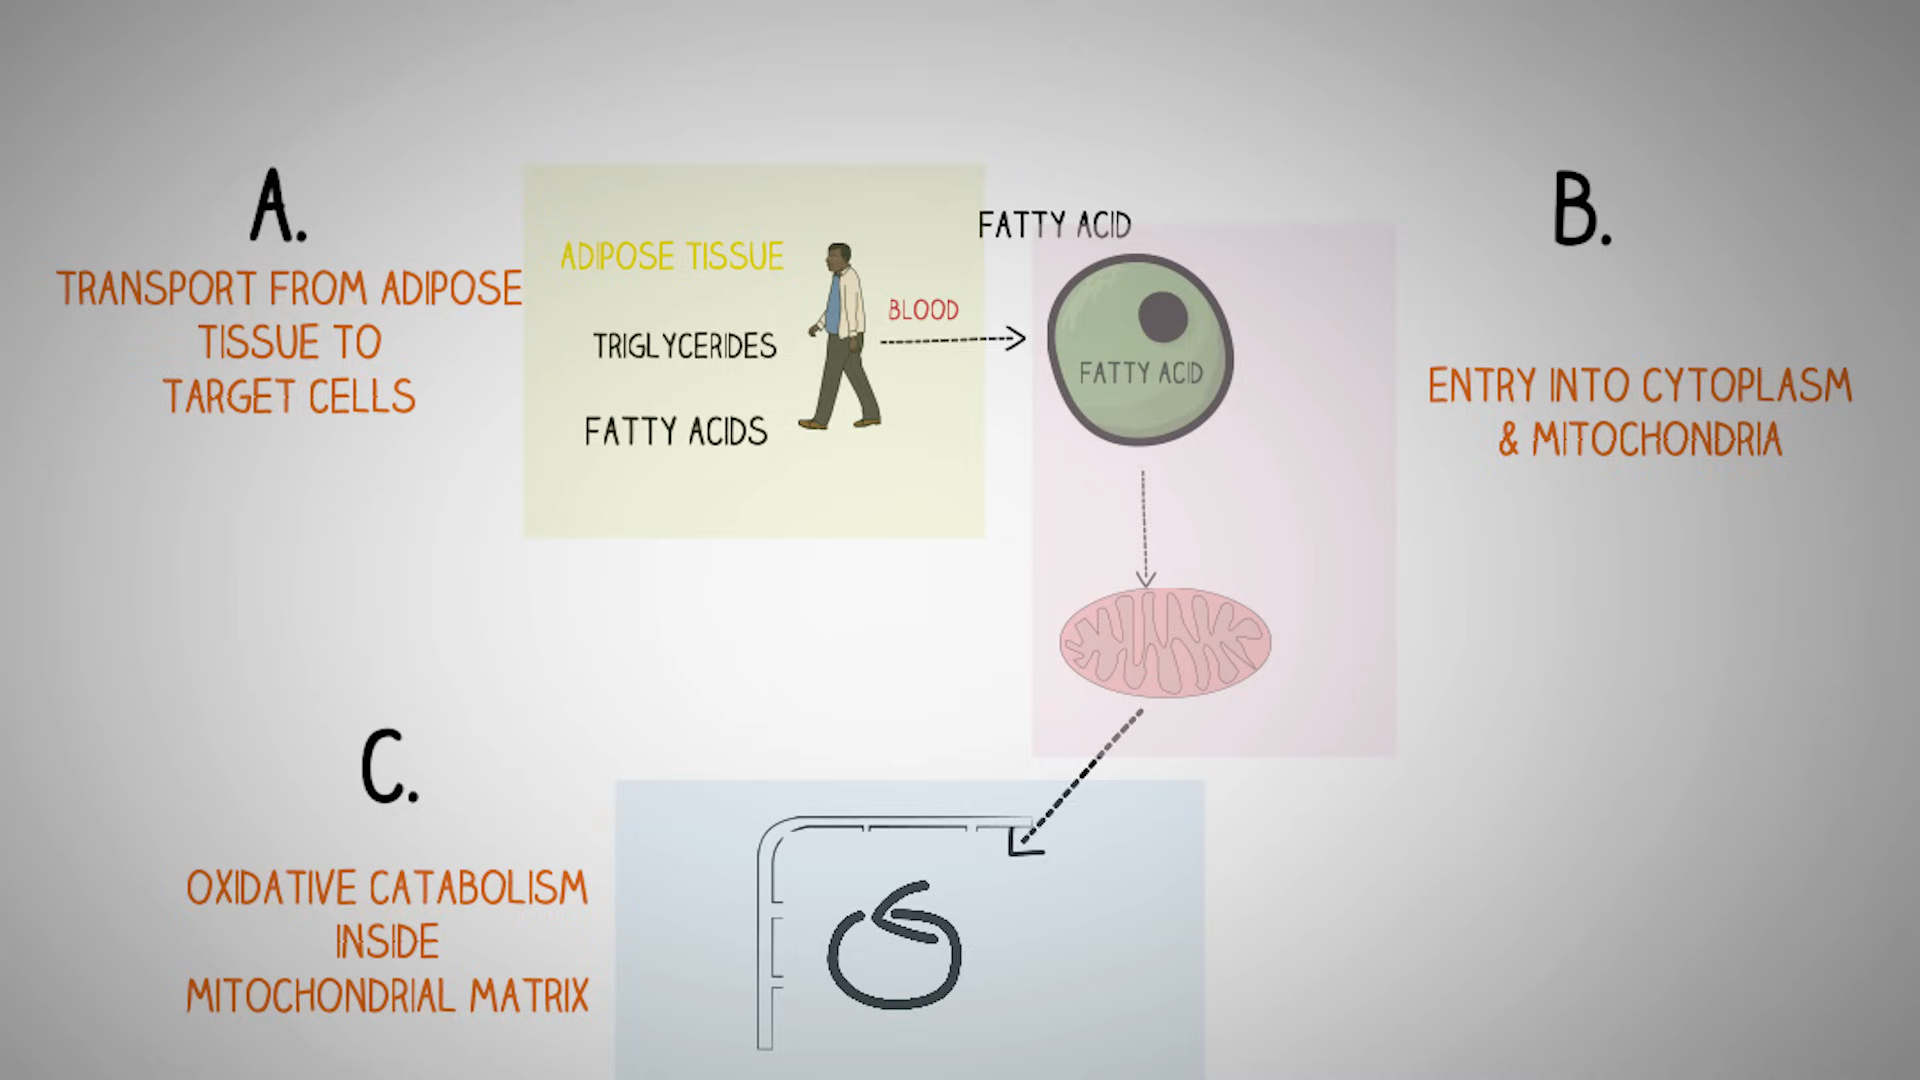 A.
TRANSPORT FROM ADIPOSE
TISSUE TO
TARGET CELLS
ADIPOSE TISSUE
TRIGLYCERIDES
FATTY ACIDS
BLOOD
FATTY ACID
FATTY ACID
B.
ENTRY INTO CYTOPLASM
& MITOCHONDRIA
C.
OXIDATIVE CATABOLISM
INSIDE
MITOCHONDRIAL MATRIX